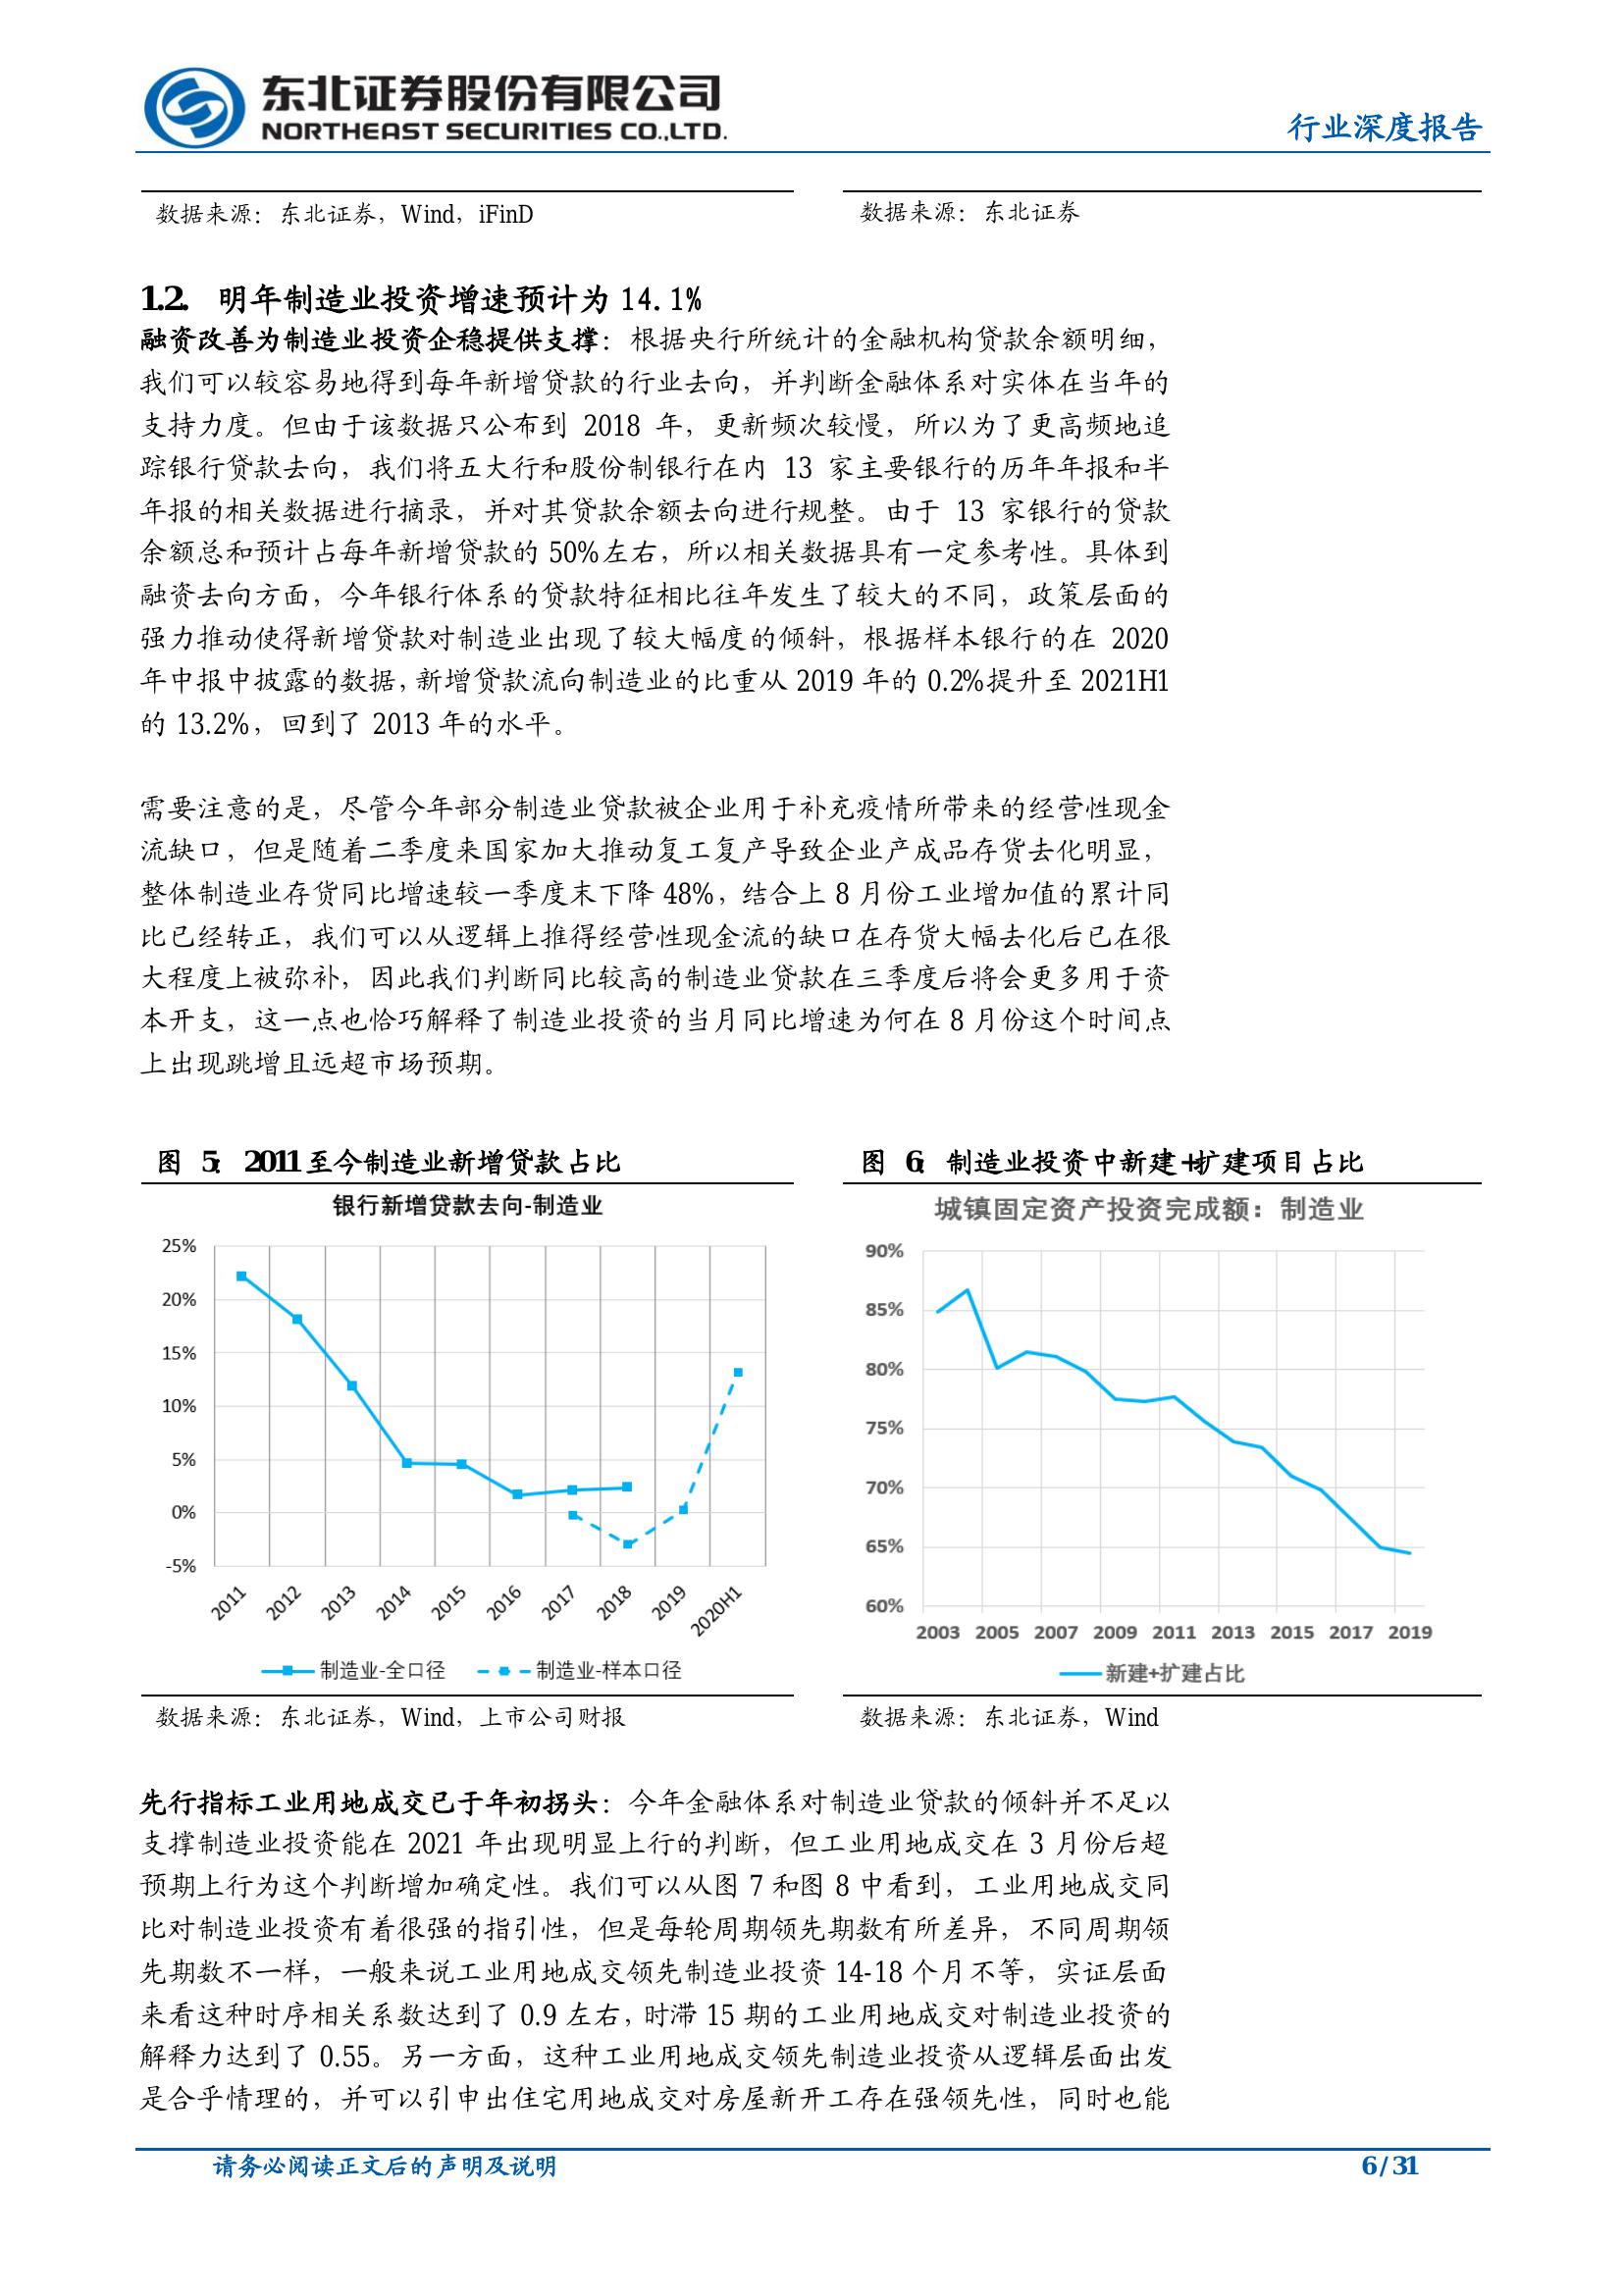 东北证券股份有限公司
NORTHEAST SECURITIES CO.,LTD.
行业深度报告
数据来源：东北证券，Wind，iFinD
数据来源：东北证券
1.2. 明年制造业投资增速预计为 14.1%
融资改善为制造业投资企稳提供支撑：根据央行所统计的金融机构贷款余额明细，
我们可以较容易地得到每年新增贷款的行业去向，并判断金融体系对实体在当年的
支持力度。但由于该数据只公布到 2018 年，更新频次较慢，所以为了更高频地追
踪银行贷款去向，我们将五大行和股份制银行在内 13 家主要银行的历年年报和半
年报的相关数据进行摘录，并对其贷款余额去向进行规整。由于 13 家银行的贷款
余额总和预计占每年新增贷款的 50%左右，所以相关数据具有一定参考性。具体到
融资去向方面，今年银行体系的贷款特征相比往年发生了较大的不同，政策层面的
强力推动使得新增贷款对制造业出现了较大幅度的倾斜，根据样本银行的在 2020
年中报中披露的数据，新增贷款流向制造业的比重从 2019 年的 0.2%提升至 2021H1
的 13.2%，回到了 2013 年的水平。
需要注意的是，尽管今年部分制造业贷款被企业用于补充疫情所带来的经营性现金
流缺口，但是随着二季度来国家加大推动复工复产导致企业产成品存货去化明显，
整体制造业存货同比增速较一季度末下降 48%，结合上 8 月份工业增加值的累计同
比已经转正，我们可以从逻辑上推得经营性现金流的缺口在存货大幅去化后已在很
大程度上被弥补，因此我们判断同比较高的制造业贷款在三季度后将会更多用于资
本开支，这一点也恰巧解释了制造业投资的当月同比增速为何在 8 月份这个时间点
上出现跳增且远超市场预期。
图 5：2011 至今制造业新增贷款占比
银行新增贷款去向-制造业
25%
20%
15%
10%
5%
0%
-5%
2011 2012 2013 2014 2015 2016 2017 2018 2019 2020H1
制造业-全口径 制造业-样本口径
数据来源：东北证券，Wind，上市公司财报
图 6：制造业投资中新建+扩建项目占比
城镇固定资产投资完成额：制造业
90%
85%
80%
75%
70%
65%
60%
2003 2005 2007 2009 2011 2013 2015 2017 2019
新建+扩建占比
数据来源：东北证券，Wind
先行指标工业用地成交已于年初拐头：今年金融体系对制造业贷款的倾斜并不足以
支撑制造业投资能在 2021 年出现明显上行的判断，但工业用地成交在 3 月份后超
预期上行为这个判断增加确定性。我们可以从图 7 和图 8 中看到，工业用地成交同
比对制造业投资有着很强的指引性，但是每轮周期领先期数有所差异，不同周期领
先期数不一样，一般来说工业用地成交领先制造业投资 14-18 个月不等，实证层面
来看这种时序相关系数达到了 0.9 左右，时滞 15 期的工业用地成交对制造业投资的
解释力达到了 0.55。另一方面，这种工业用地成交领先制造业投资从逻辑层面出发
是合乎情理的，并可以引申出住宅用地成交对房屋新开工存在强领先性，同时也能
请务必阅读正文后的声明及说明
6 / 31